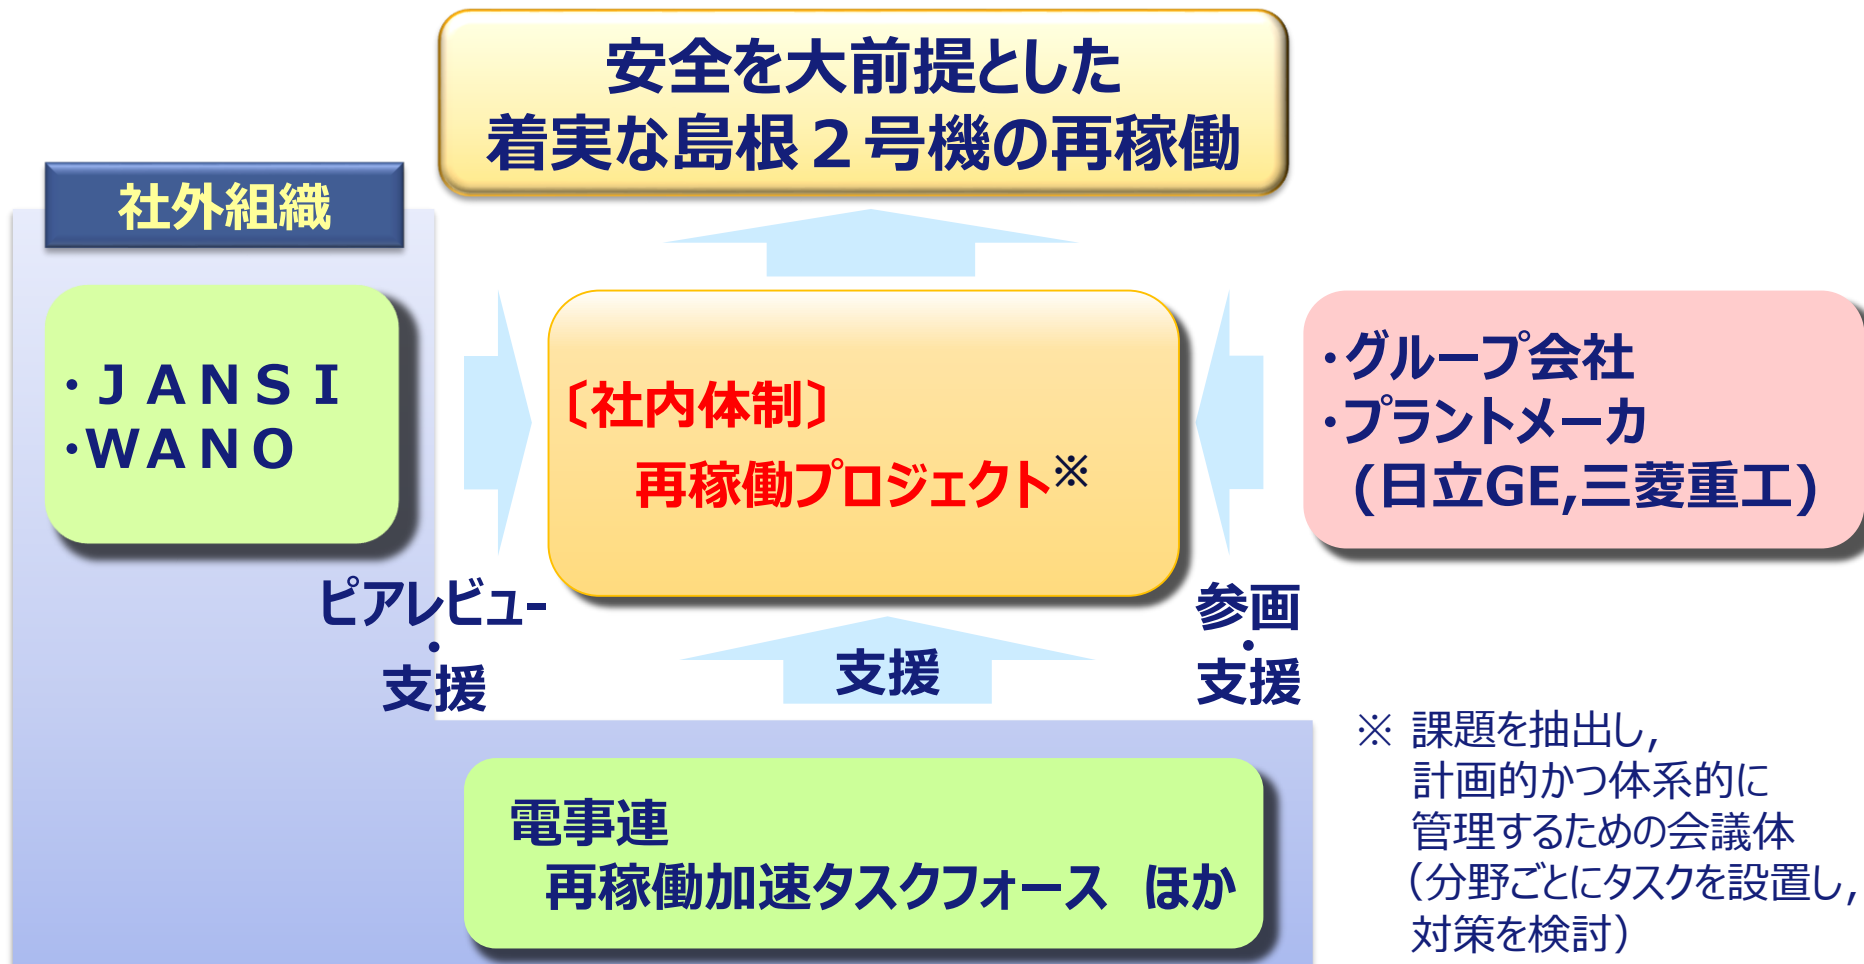 安全を大前提とした
着実な島根２号機の再稼働
社外組織
・ＪＡＮＳＩ
・ＷＡＮＯ
〔社内体制〕
再稼働プロジェクト※
・グループ会社
・プラントメーカ
(日立GE,三菱重工)
ピアレビュー
・
支援
支援
参画
・
支援
電事連
再稼働加速タスクフォース　ほか
※ 課題を抽出し,
計画的かつ体系的に
管理するための会議体
（分野ごとにタスクを設置し,
対策を検討）